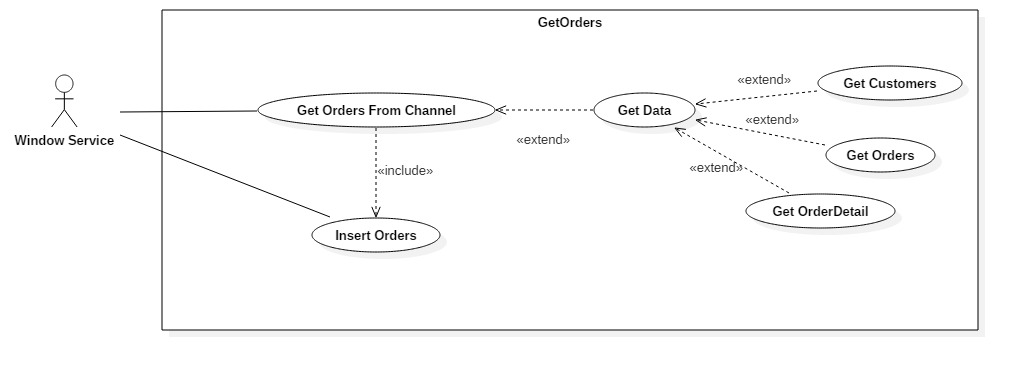 GetOrders
«extend»
Get Customers
Get Orders From Channel
Get Data
«extend»
Window Service
«extend»
Get Orders
«include»
«extend»
Get OrderDetail
Insert Orders